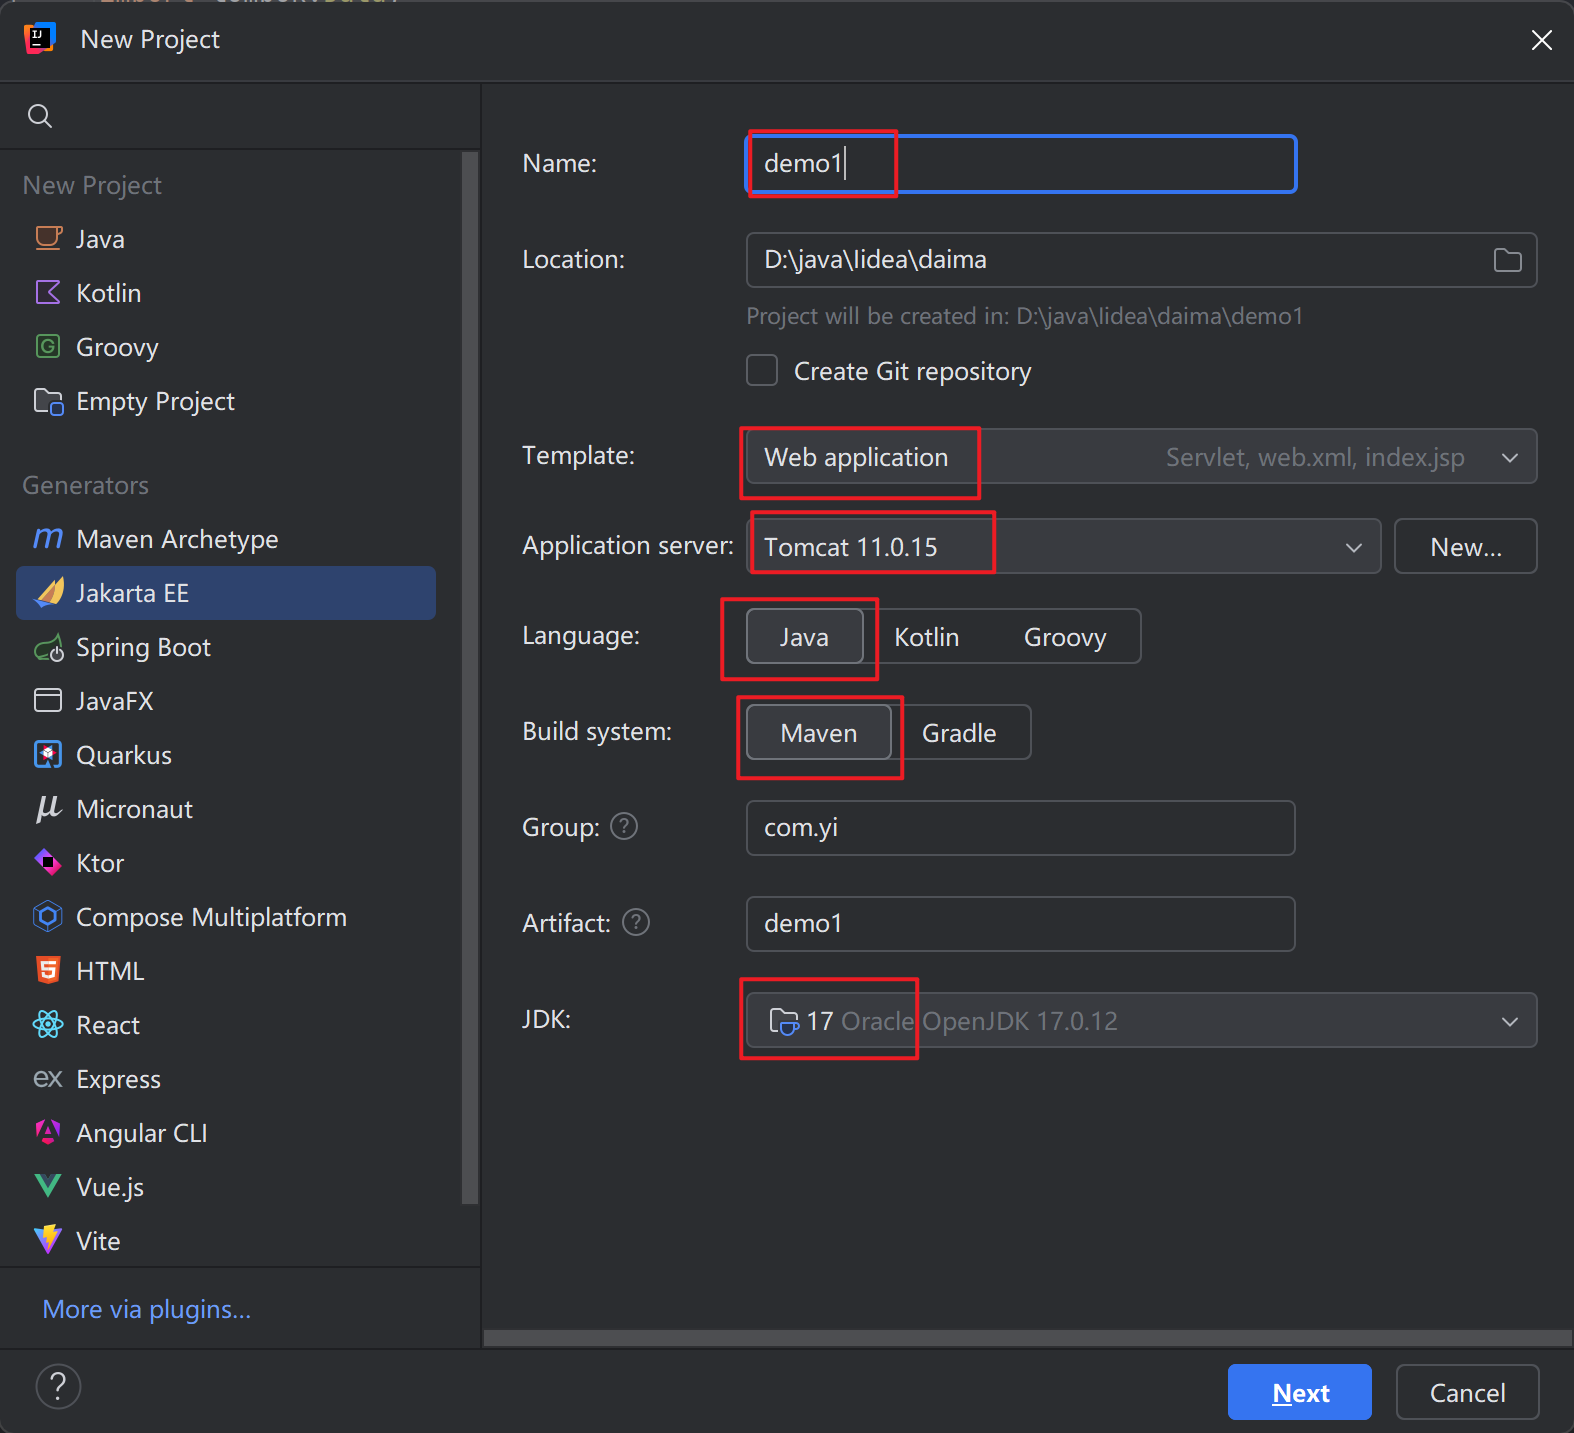 New Project
New Project
Java
Kotlin
Groovy
Empty Project
Generators
Maven Archetype
Jakarta EE
Spring Boot
JavaFX
Quarkus
Micronaut
Ktor
Compose Multiplatform
HTML
React
Express
Angular CLI
Vue.js
Vite
More via plugins...
Name: demo1
Location: D:\java\Iidea\daima
Project will be created in: D:\java\Iidea\daima\demo1
Create Git repository
Template: Web application Servlet, web.xml, index.jsp
Application server: Tomcat 11.0.15 New...
Language: Java Kotlin Groovy
Build system: Maven Gradle
Group: ? com.yi
Artifact: ? demo1
JDK: 17 Oracle OpenJDK 17.0.12
? Next Cancel